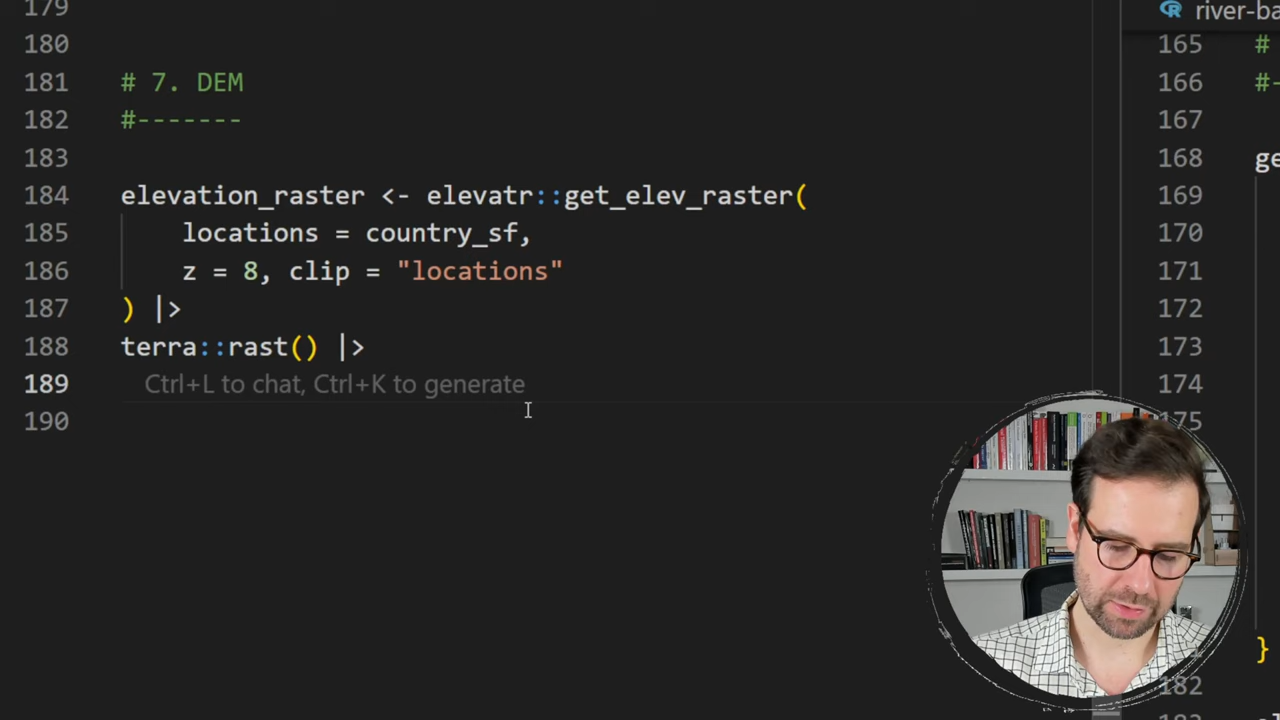 179
180
181 # 7. DEM
182 #-------
183
184 elevation_raster <- elevatr::get_elev_raster(
185     locations = country_sf,
186     z = 8, clip = "locations"
187 ) |>
188 terra::rast() |>
189 Ctrl+L to chat, Ctrl+K to generate
190
river-ba
165 #
166 #-
167
168 ge
169
170
171
172
173
174
175
}
182